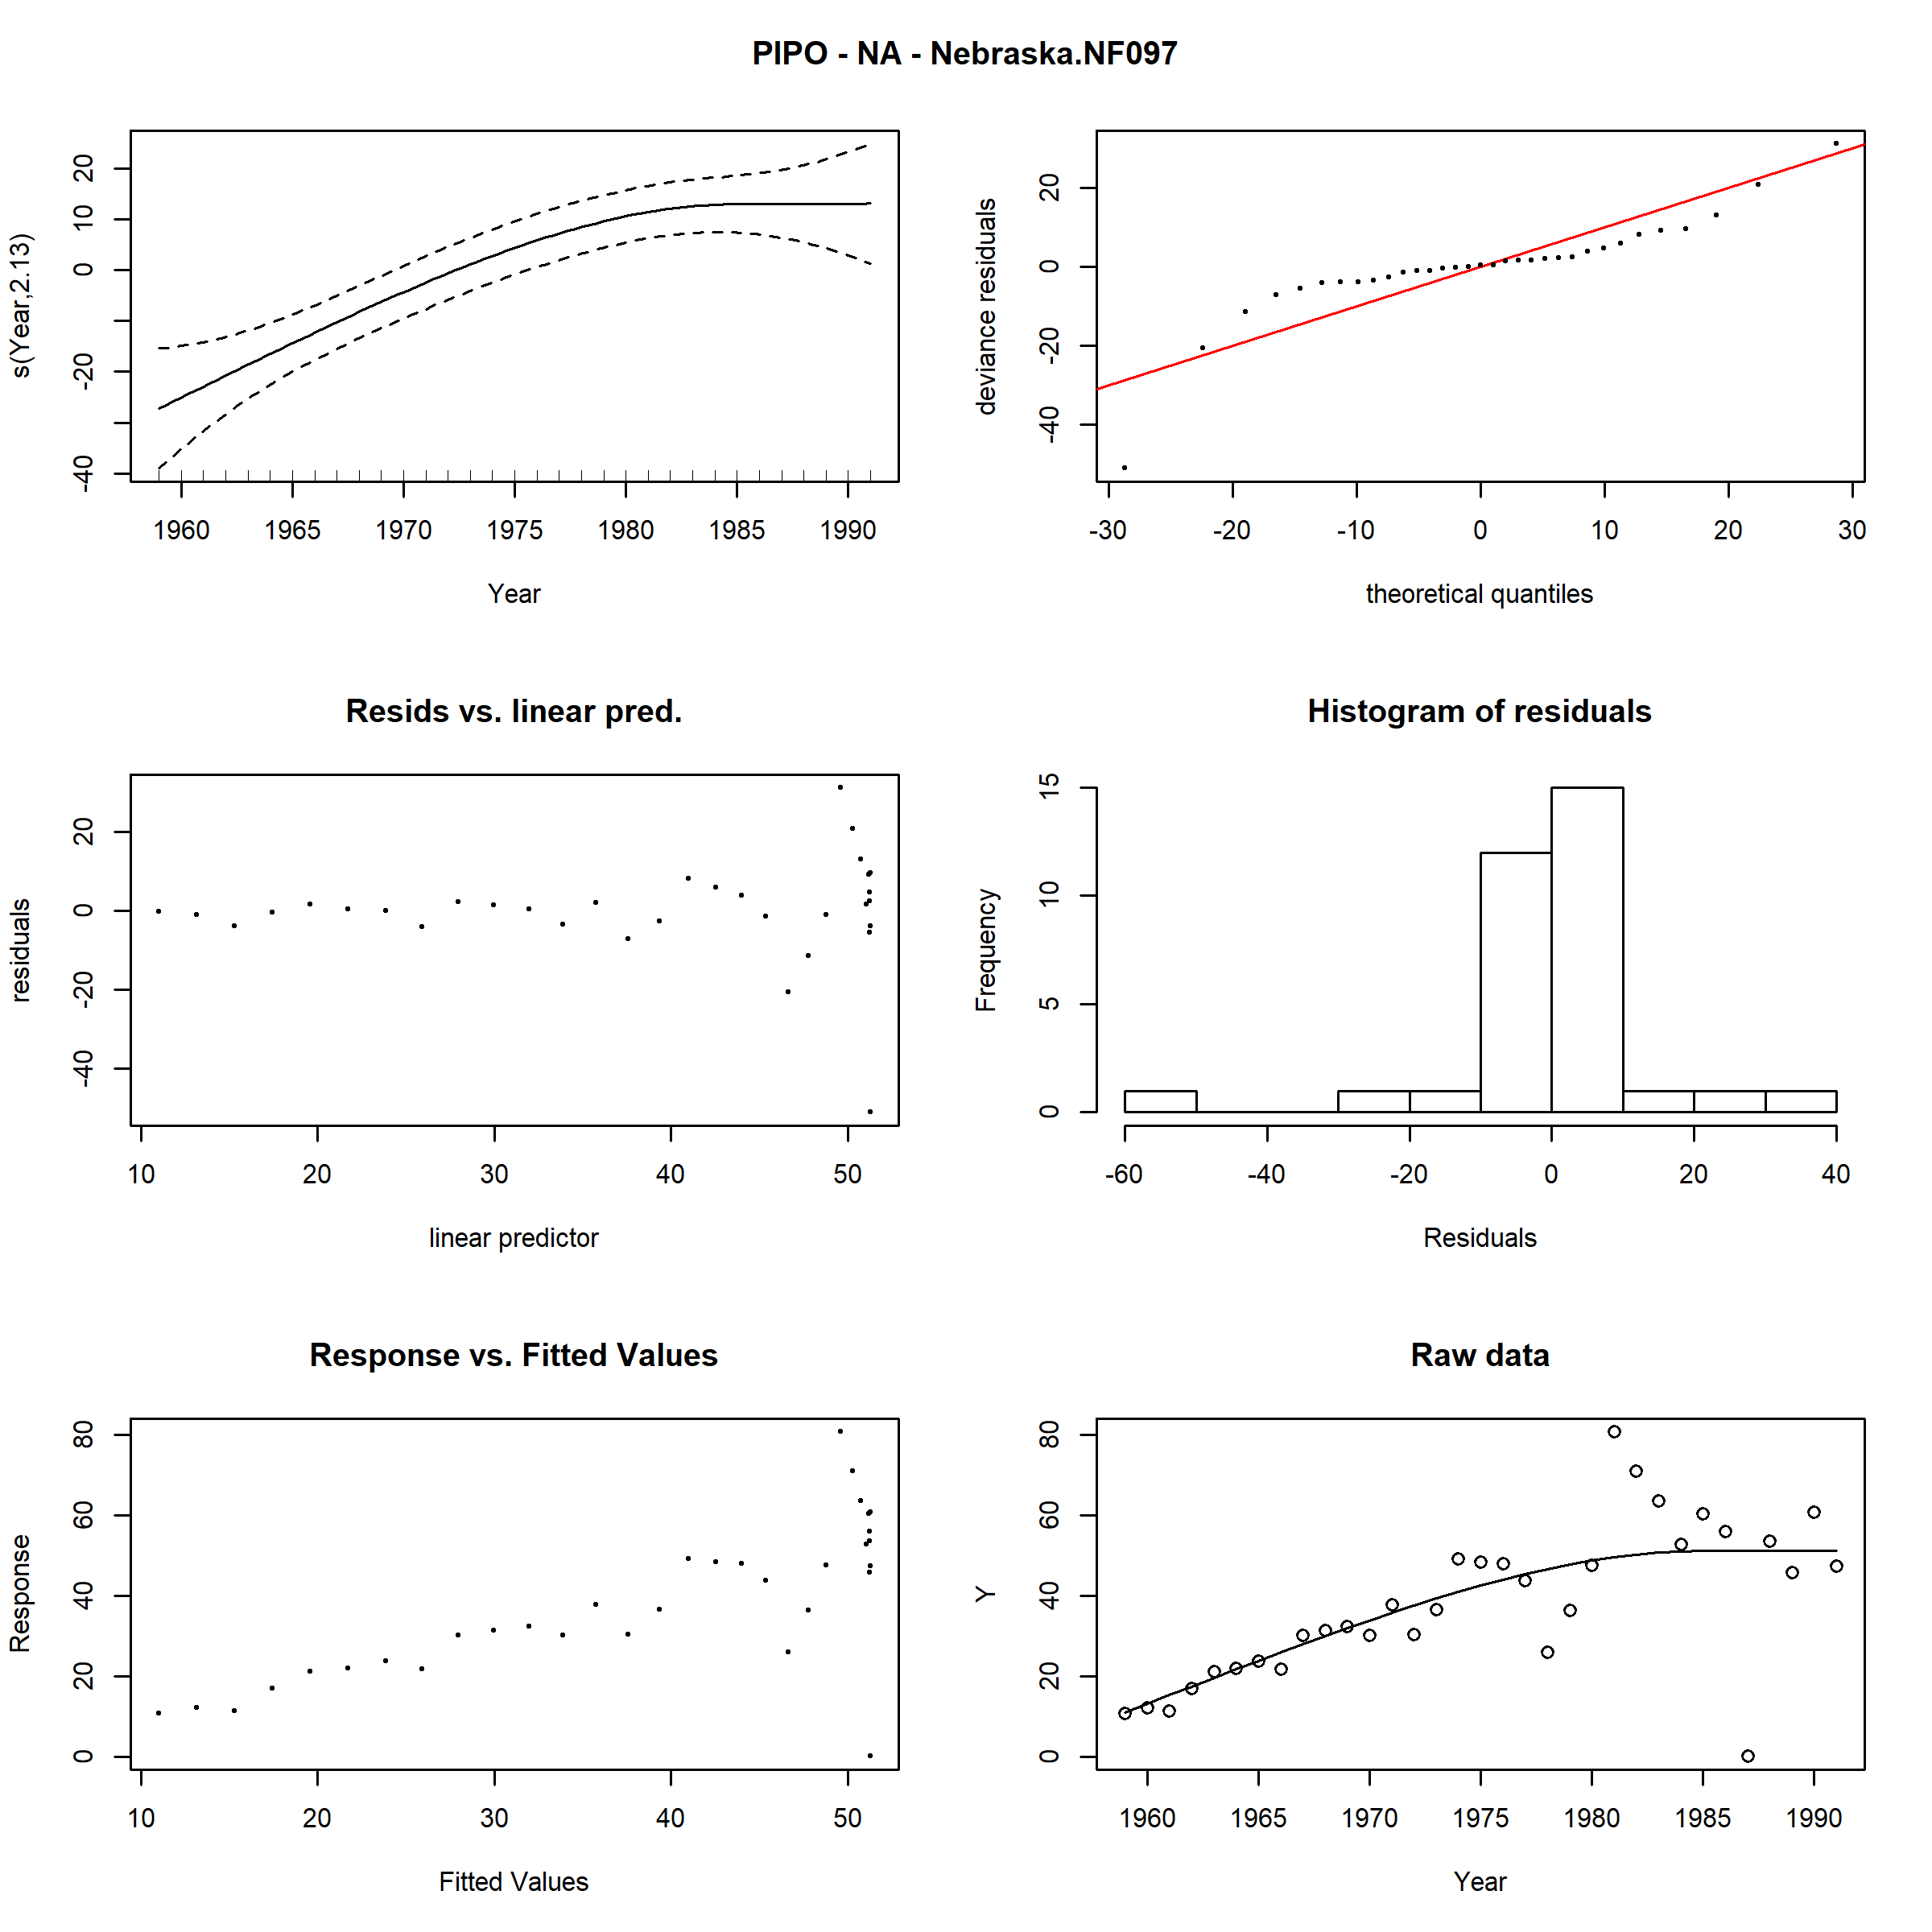 PIPO - NA - Nebraska.NF097
s(Year,2.13)
20
10
0
-20
-40
1960 1965 1970 1975 1980 1985 1990
Year
deviance residuals
20
0
-20
-40
-30 -20 -10 0 10 20 30
theoretical quantiles
Resids vs. linear pred.
residuals
20
0
-20
-40
10 20 30 40 50
linear predictor
Histogram of residuals
Frequency
15
10
5
0
-60 -40 -20 0 20 40
Residuals
Response vs. Fitted Values
Response
80
60
40
20
0
10 20 30 40 50
Fitted Values
Raw data
Y
80
60
40
20
0
1960 1965 1970 1975 1980 1985 1990
Year